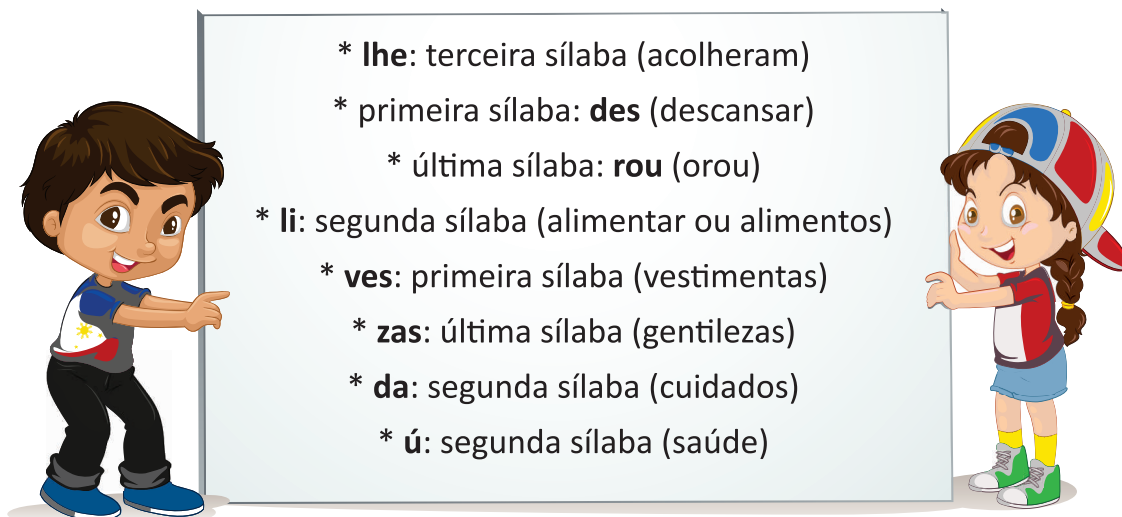 * lhe: terceira sílaba (acolheram)
* primeira sílaba: des (descansar)
* última sílaba: rou (orou)
* li: segunda sílaba (alimentar ou alimentos)
* ves: primeira sílaba (vestimentas)
* zas: última sílaba (gentilezas)
* da: segunda sílaba (cuidados)
* ú: segunda sílaba (saúde)